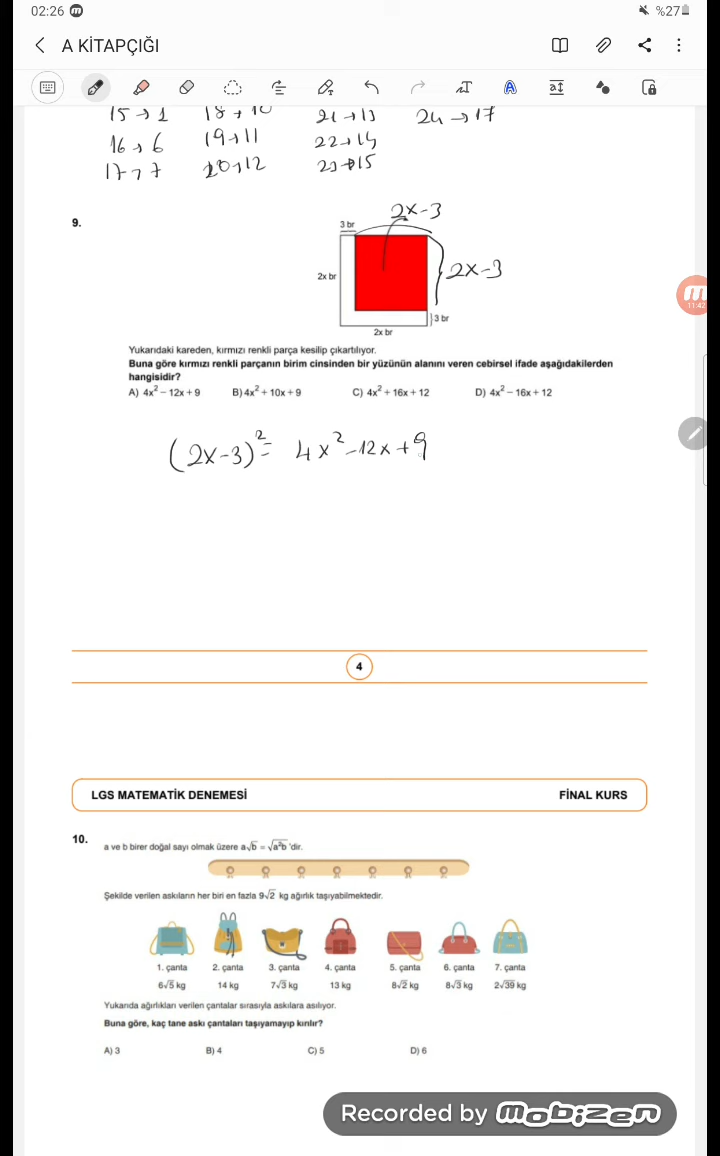 02:26 m %27
A KİTAPÇIĞI
15→1 18→10 21→13 24→17
16→6 19→11 22→14
17→7 20→12 23→15
9.
2x-3
3 br
2x br
2x-3
3 br
2x br
Yukarıdaki kareden, kırmızı renkli parça kesilip çıkartılıyor.
Buna göre kırmızı renkli parçanın birim cinsinden bir yüzünün alanını veren cebirsel ifade aşağıdakilerden
hangisidir?
A) 4x² – 12x + 9 B) 4x² + 10x + 9 C) 4x² + 16x + 12 D) 4x² – 16x + 12
(2x-3)² = 4x²-12x+9
4
LGS MATEMATİK DENEMESİ FİNAL KURS
10.
a ve b birer doğal sayı olmak üzere a√b = √a²b 'dir.
Şekilde verilen askıların her biri en fazla 9√2 kg ağırlık taşıyabilmektedir.
1. çanta 2. çanta 3. çanta 4. çanta 5. çanta 6. çanta 7. çanta
6√5 kg 14 kg 7√3 kg 13 kg 8√2 kg 8√3 kg 2√39 kg
Yukarıda ağırlıkları verilen çantalar sırasıyla askılara asılıyor.
Buna göre, kaç tane askı çantaları taşıyamayıp kırılır?
A) 3 B) 4 C) 5 D) 6
m
11:42
Recorded by mobizen